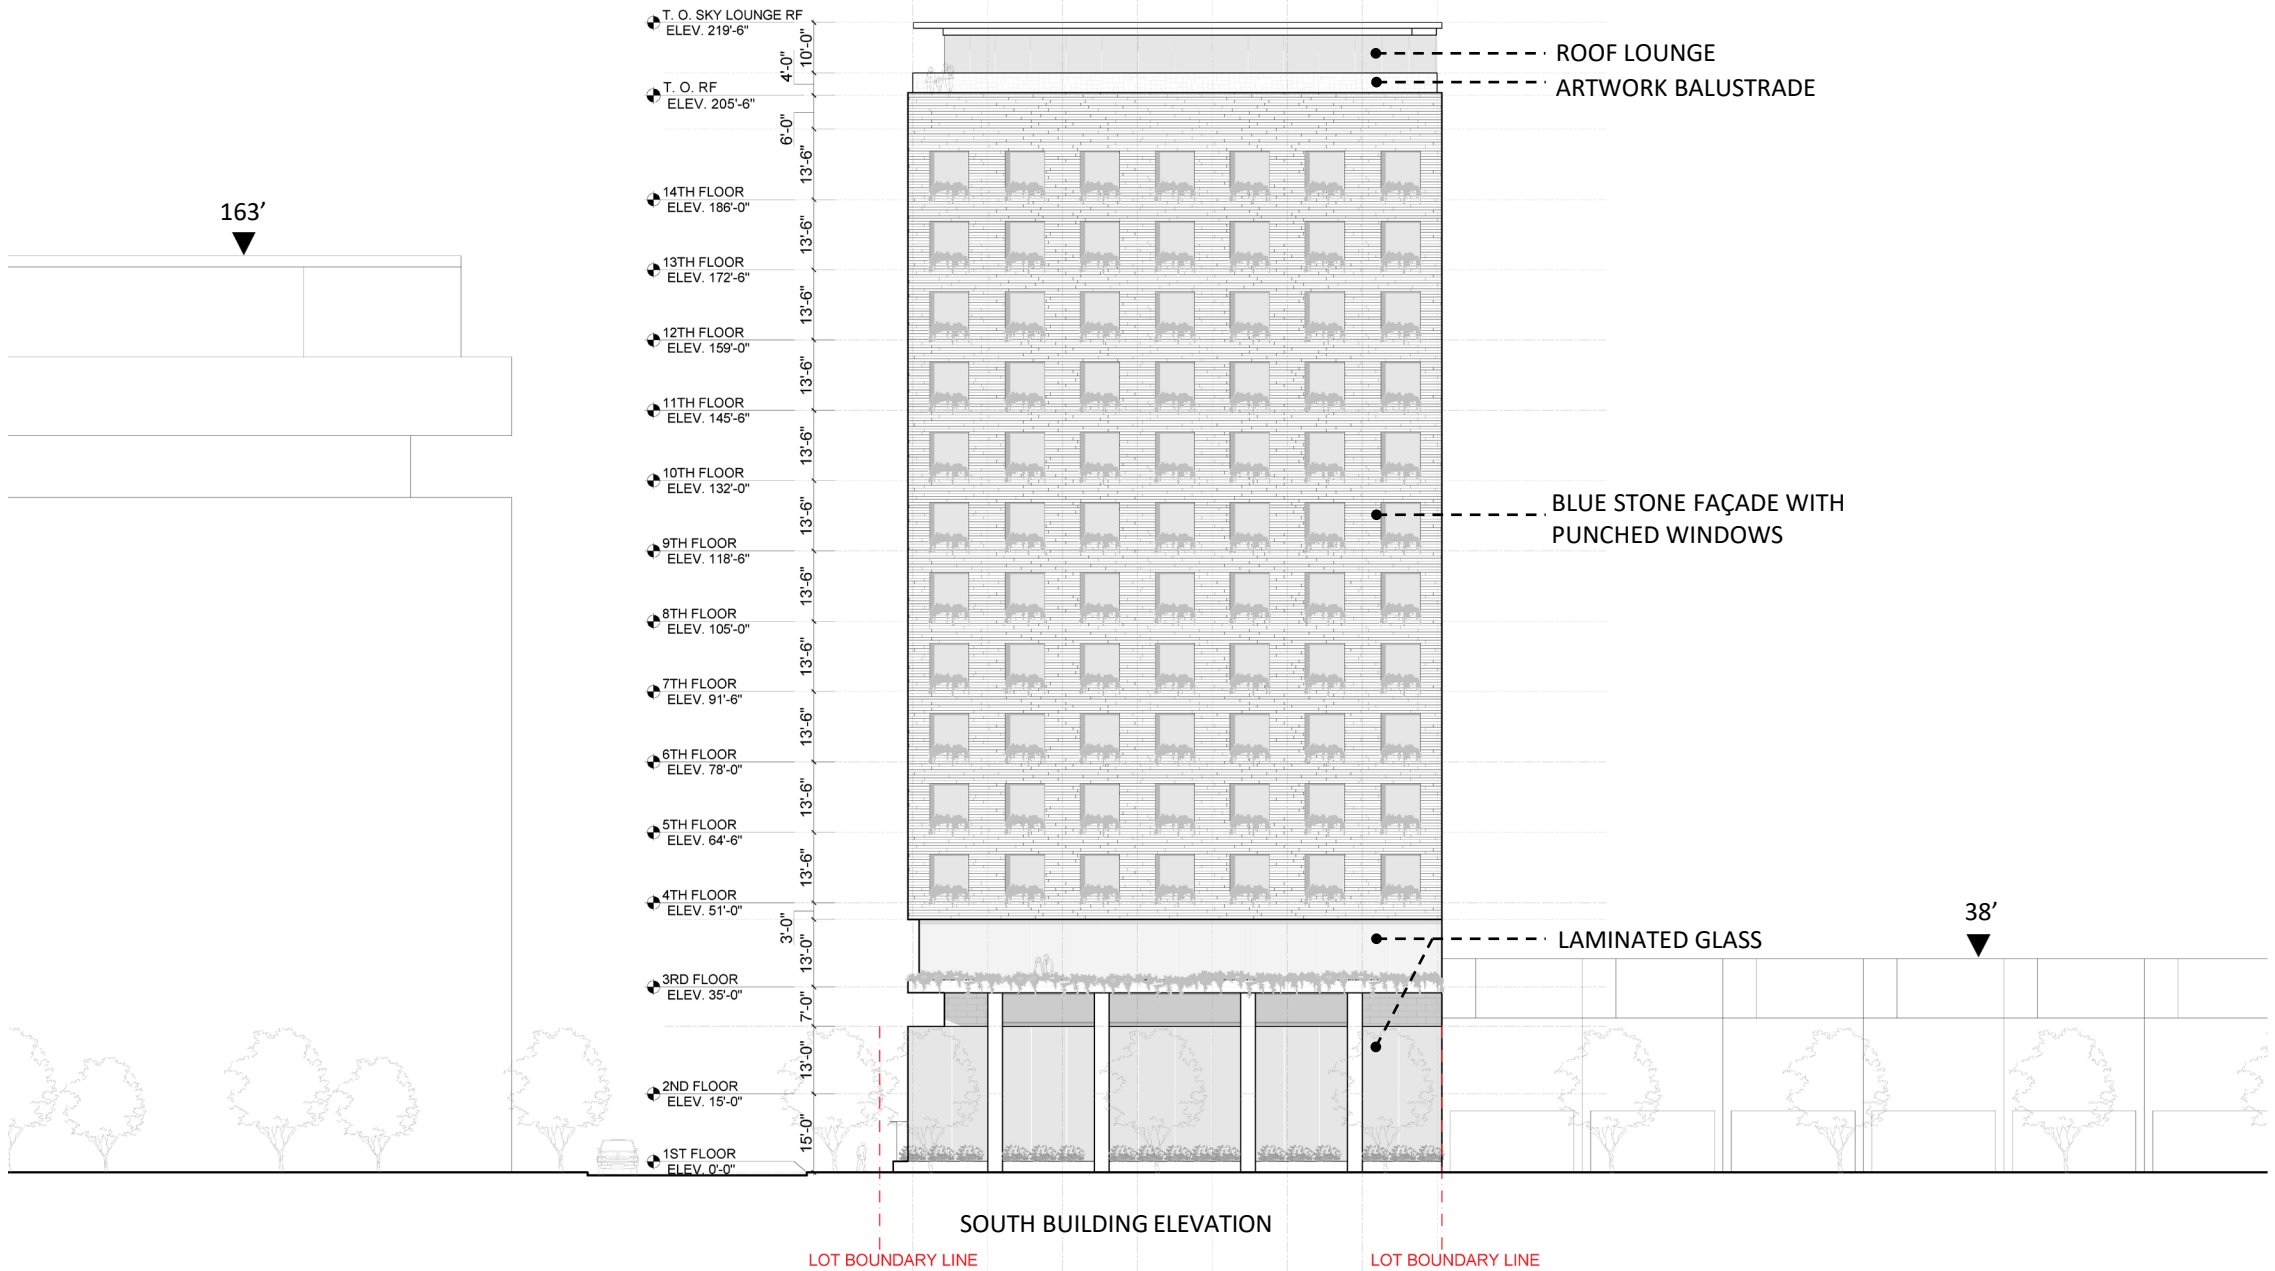 T. O. SKY LOUNGE RF
ELEV. 219'-6"
10'-0"
4'-0"
ROOF LOUNGE
ARTWORK BALUSTRADE
T. O. RF
ELEV. 205'-6"
6'-0"
13'-6"
14TH FLOOR
ELEV. 186'-0"
163’
13'-6"
13TH FLOOR
ELEV. 172'-6"
13'-6"
12TH FLOOR
ELEV. 159'-0"
13'-6"
11TH FLOOR
ELEV. 145'-6"
13'-6"
10TH FLOOR
ELEV. 132'-0"
13'-6"
BLUE STONE FAÇADE WITH
PUNCHED WINDOWS
9TH FLOOR
ELEV. 118'-6"
13'-6"
8TH FLOOR
ELEV. 105'-0"
13'-6"
7TH FLOOR
ELEV. 91'-6"
13'-6"
6TH FLOOR
ELEV. 78'-0"
13'-6"
5TH FLOOR
ELEV. 64'-6"
13'-6"
4TH FLOOR
ELEV. 51'-0"
3'-0"
13'-0"
LAMINATED GLASS
38’
3RD FLOOR
ELEV. 35'-0"
7'-0"
13'-0"
2ND FLOOR
ELEV. 15'-0"
15'-0"
1ST FLOOR
ELEV. 0'-0"
SOUTH BUILDING ELEVATION
LOT BOUNDARY LINE
LOT BOUNDARY LINE